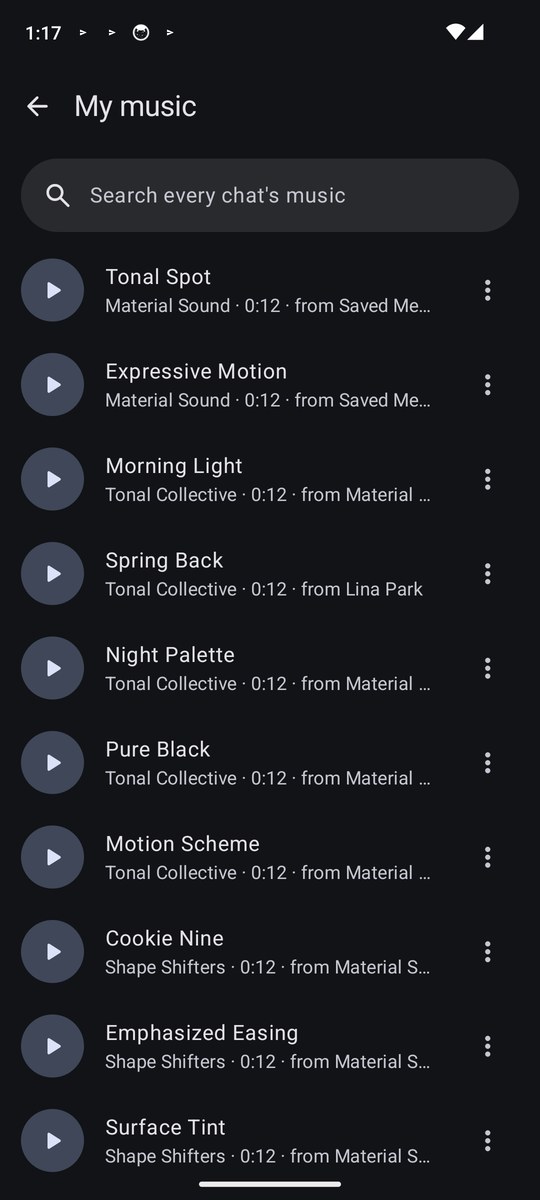 1:17
My music
Search every chat's music
Tonal Spot
Material Sound · 0:12 · from Saved Me...
Expressive Motion
Material Sound · 0:12 · from Saved Me...
Morning Light
Tonal Collective · 0:12 · from Material ...
Spring Back
Tonal Collective · 0:12 · from Lina Park
Night Palette
Tonal Collective · 0:12 · from Material ...
Pure Black
Tonal Collective · 0:12 · from Material ...
Motion Scheme
Tonal Collective · 0:12 · from Material ...
Cookie Nine
Shape Shifters · 0:12 · from Material S...
Emphasized Easing
Shape Shifters · 0:12 · from Material S...
Surface Tint
Shape Shifters · 0:12 · from Material S...